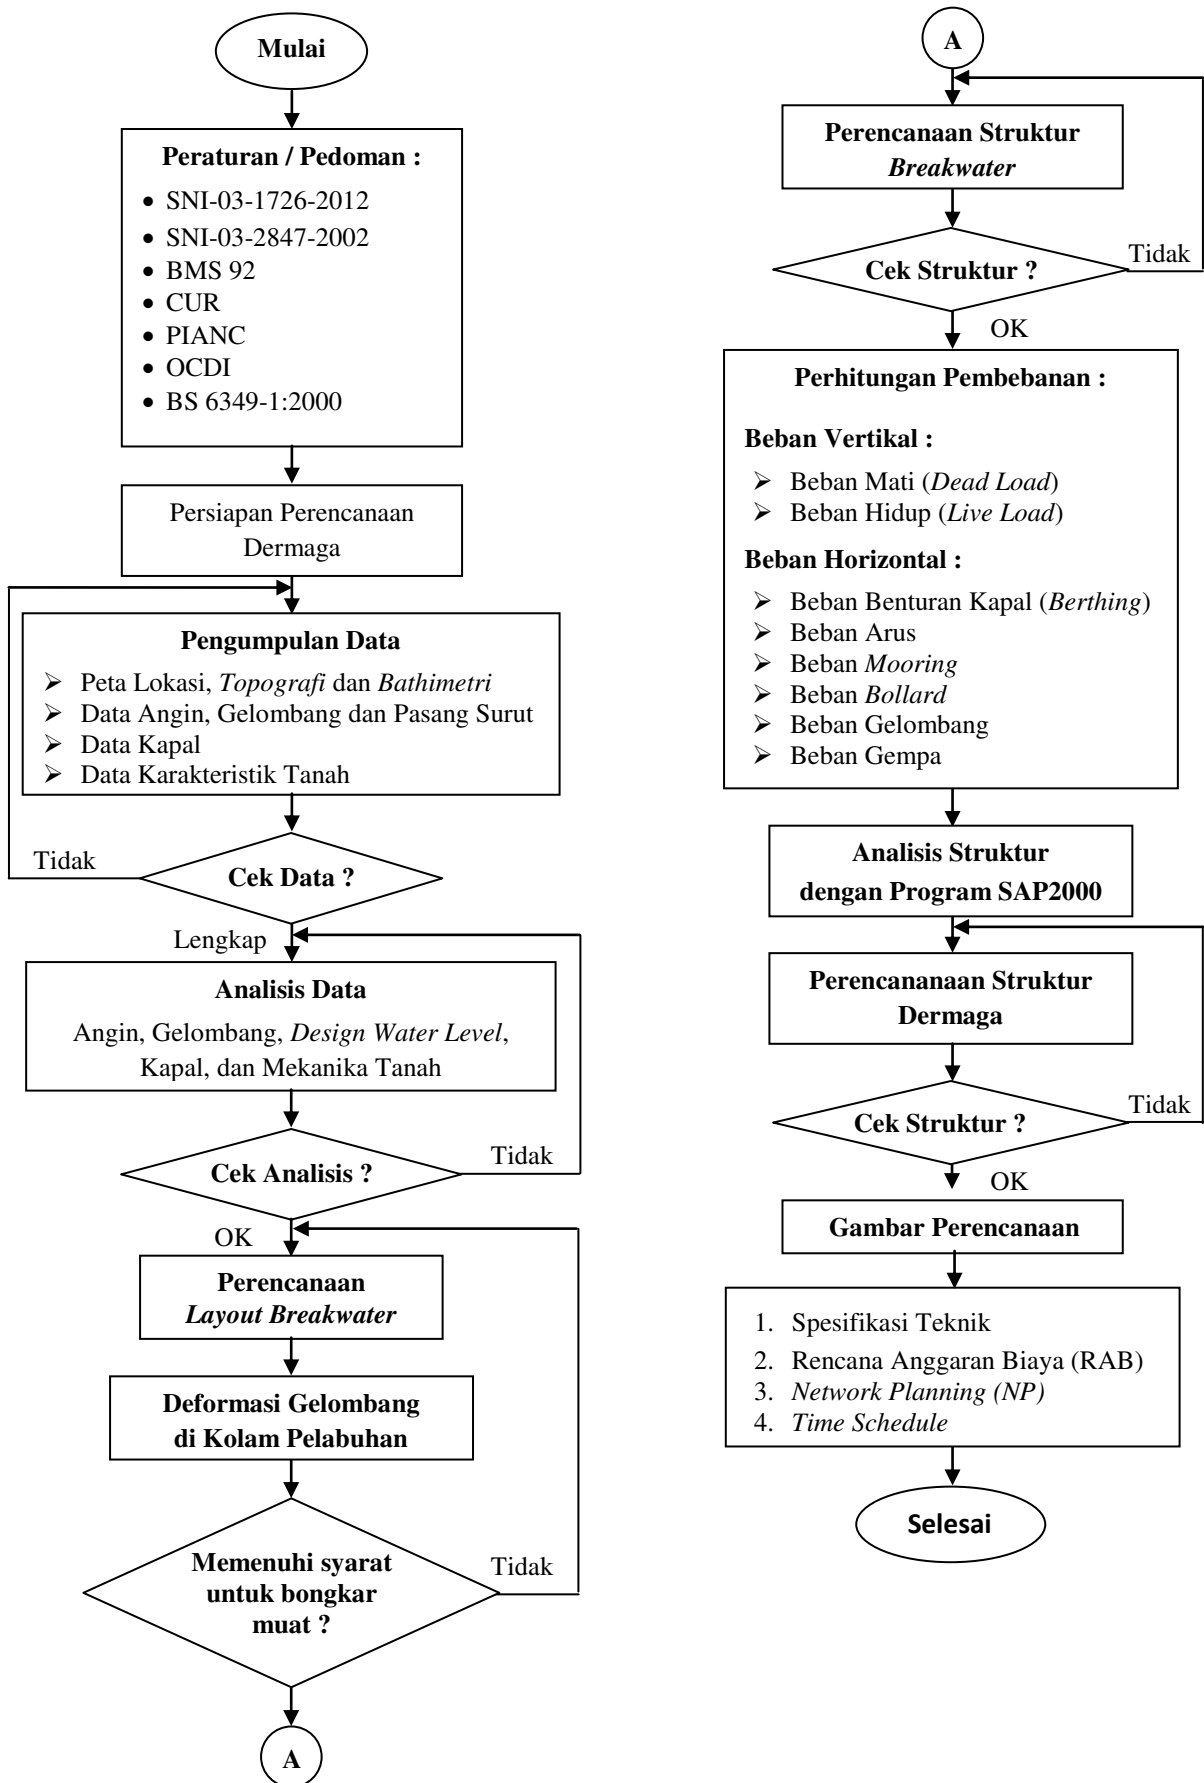 Mulai
Peraturan / Pedoman :
• SNI-03-1726-2012
• SNI-03-2847-2002
• BMS 92
• CUR
• PIANC
• OCDI
• BS 6349-1:2000
Persiapan Perencanaan
Dermaga
Pengumpulan Data
➢ Peta Lokasi, Topografi dan Bathimetri
➢ Data Angin, Gelombang dan Pasang Surut
➢ Data Kapal
➢ Data Karakteristik Tanah
Tidak
Cek Data ?
Lengkap
Analisis Data
Angin, Gelombang, Design Water Level,
Kapal, dan Mekanika Tanah
Cek Analisis ?
Tidak
OK
Perencanaan
Layout Breakwater
Deformasi Gelombang
di Kolam Pelabuhan
Memenuhi syarat
untuk bongkar
muat ?
Tidak
A
A
Perencanaan Struktur
Breakwater
Cek Struktur ?
Tidak
OK
Perhitungan Pembebanan :
Beban Vertikal :
➢ Beban Mati (Dead Load)
➢ Beban Hidup (Live Load)
Beban Horizontal :
➢ Beban Benturan Kapal (Berthing)
➢ Beban Arus
➢ Beban Mooring
➢ Beban Bollard
➢ Beban Gelombang
➢ Beban Gempa
Analisis Struktur
dengan Program SAP2000
Perencananaan Struktur
Dermaga
Cek Struktur ?
Tidak
OK
Gambar Perencanaan
1. Spesifikasi Teknik
2. Rencana Anggaran Biaya (RAB)
3. Network Planning (NP)
4. Time Schedule
Selesai